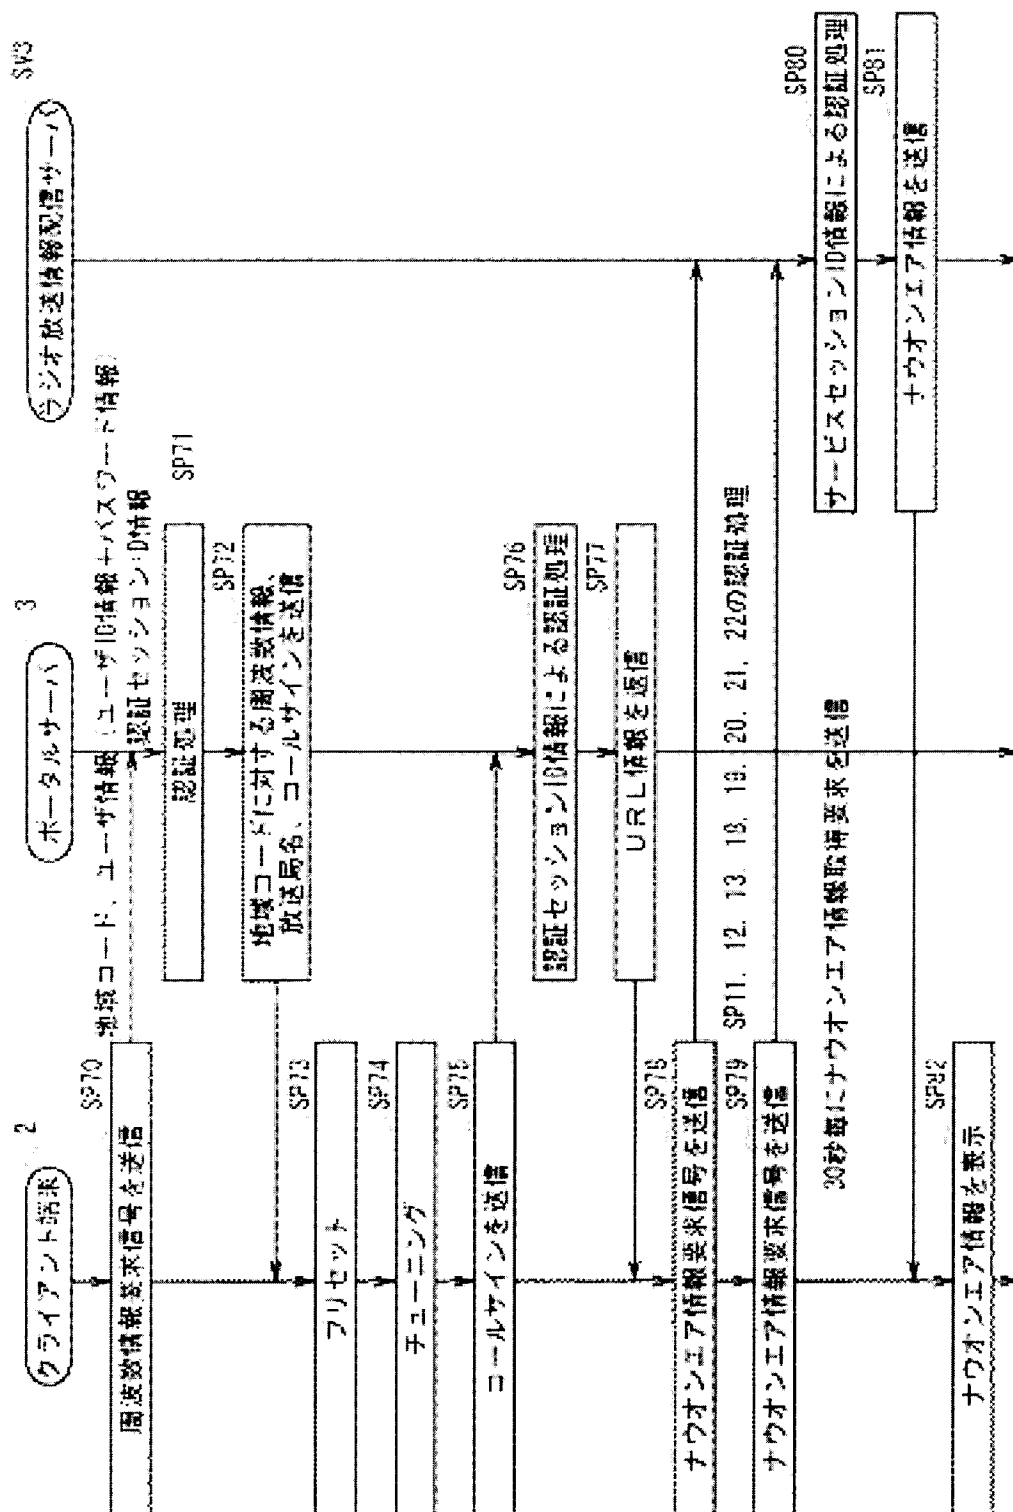 クライアント端末
2
ポータルサーバ
3
ラジオ放送情報配信サーバ
SV3
SP70
周波数情報要求信号を送信
地域コード、ユーザ情報(ユーザID情報+パスワード情報)
認証セッションID情報
SP71
認証処理
SP72
地域コードに対する周波数情報、
放送局名、コールサインを送信
SP73
プリセット
SP74
チューニング
SP75
コールサインを送信
SP76
認証セッションID情報による認証処理
SP77
URL情報を返信
SP78
ナウオンエア情報要求信号を送信
SP11, 12, 13, 18, 19, 20, 21, 22の認証処理
SP79
ナウオンエア情報要求信号を送信
30秒毎にナウオンエア情報取得要求を送信
SP80
サービスセッションID情報による認証処理
SP81
ナウオンエア情報を送信
SP82
ナウオンエア情報を表示